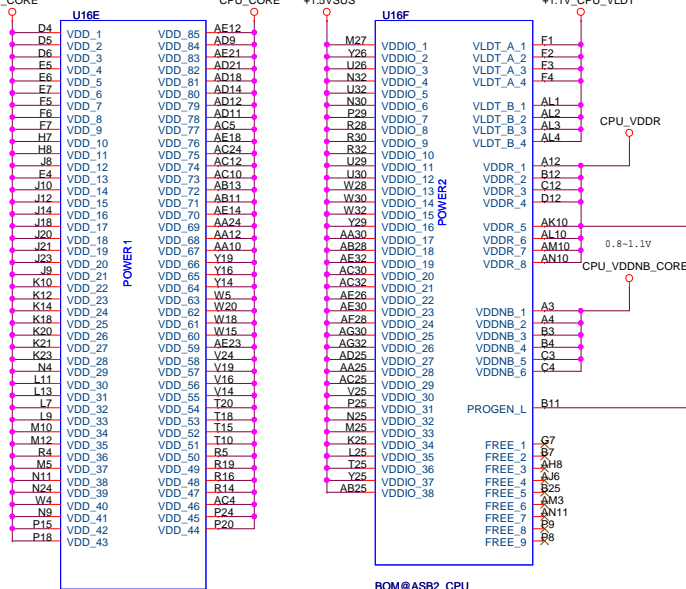 _CORE
CPU_CORE
U16E
D4 VDD_1 VDD_85 AE12
D5 VDD_2 VDD_84 AD9
D6 VDD_3 VDD_83 AE21
E5 VDD_4 VDD_82 AD21
E6 VDD_5 VDD_81 AD18
E7 VDD_6 VDD_80 AD14
F5 VDD_7 VDD_79 AD12
F6 VDD_8 VDD_78 AD11
F7 VDD_9 VDD_77 AC5
H7 VDD_10 VDD_76 AE18
H8 VDD_11 VDD_75 AC24
J8 VDD_12 VDD_74 AC12
E4 VDD_13 VDD_73 AC10
J10 VDD_14 VDD_72 AB13
J12 VDD_15 VDD_71 AB11
J14 VDD_16 VDD_70 AE14
J18 VDD_17 VDD_69 AA24
J20 VDD_18 VDD_68 AA12
J21 VDD_19 VDD_67 AA10
J23 VDD_20 VDD_66 Y19
J9 VDD_21 VDD_65 Y16
K10 VDD_22 VDD_64 Y14
K12 VDD_23 VDD_63 W5
K14 VDD_24 VDD_62 W20
K18 VDD_25 VDD_61 W18
K20 VDD_26 VDD_60 W15
K21 VDD_27 VDD_59 AE23
K23 VDD_28 VDD_58 V24
N4 VDD_29 VDD_57 V19
L11 VDD_30 VDD_56 V16
L13 VDD_31 VDD_55 V14
L7 VDD_32 VDD_54 T20
L9 VDD_33 VDD_53 T18
M10 VDD_34 VDD_52 T15
M12 VDD_35 VDD_51 T10
R4 VDD_36 VDD_50 R5
M5 VDD_37 VDD_49 R19
N11 VDD_38 VDD_48 R16
N24 VDD_39 VDD_47 R14
W4 VDD_40 VDD_46 AC4
N9 VDD_41 VDD_45 P24
P15 VDD_42 VDD_44 P20
P18 VDD_43
POWER1
+1.5VSUS
U16F
M27 VDDIO_1
Y26 VDDIO_2
U26 VDDIO_3
N32 VDDIO_4
U32 VDDIO_5
N30 VDDIO_6
P29 VDDIO_7
R28 VDDIO_8
R30 VDDIO_9
R32 VDDIO_10
U29 VDDIO_11
U30 VDDIO_12
W28 VDDIO_13
W30 VDDIO_14
W32 VDDIO_15
Y29 VDDIO_16
AA30 VDDIO_17
AB28 VDDIO_18
AE32 VDDIO_19
AC30 VDDIO_20
AC32 VDDIO_21
AE26 VDDIO_22
AE30 VDDIO_23
AF28 VDDIO_24
AG30 VDDIO_25
AG32 VDDIO_26
AD25 VDDIO_27
AA25 VDDIO_28
AC25 VDDIO_29
V25 VDDIO_30
P25 VDDIO_31
N25 VDDIO_32
M25 VDDIO_33
K25 VDDIO_34
L25 VDDIO_35
T25 VDDIO_36
Y25 VDDIO_37
AB25 VDDIO_38
POWER2
+1.1V_CPU_VLDT
VLDT_A_1 F1
VLDT_A_2 F2
VLDT_A_3 F3
VLDT_A_4 F4
VLDT_B_1 AL1
VLDT_B_2 AL2
VLDT_B_3 AL3
VLDT_B_4 AL4
CPU_VDDR
VDDR_1 A12
VDDR_2 B12
VDDR_3 C12
VDDR_4 D12
VDDR_5 AK10
VDDR_6 AL10
VDDR_7 AM10
VDDR_8 AN10
0.8~1.1V
CPU_VDDNB_CORE
VDDNB_1 A3
VDDNB_2 A4
VDDNB_3 B3
VDDNB_4 B4
VDDNB_5 C3
VDDNB_6 C4
PROGEN_L B11
FREE_1 G7
FREE_2 B7
FREE_3 AH8
FREE_4 AJ6
FREE_5 B25
FREE_6 AM3
FREE_7 AN11
FREE_8 P9
FREE_9 P8
BOM@ASB2_CPU